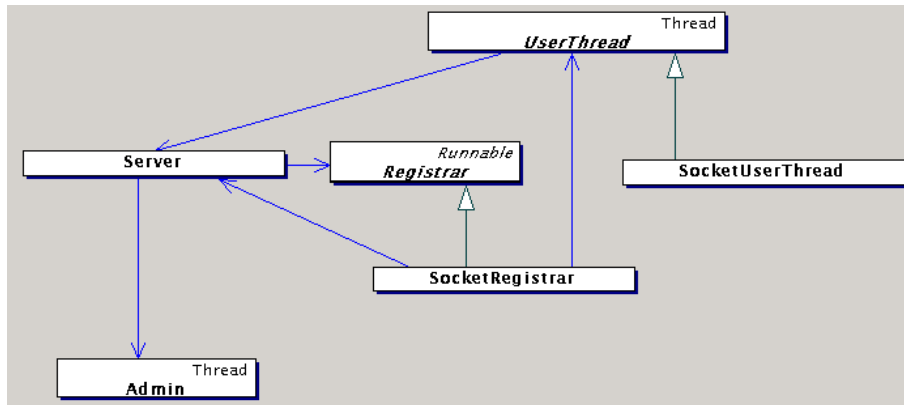 Thread
UserThread
Server
Runnable
Registrar
SocketUserThread
SocketRegistrar
Thread
Admin